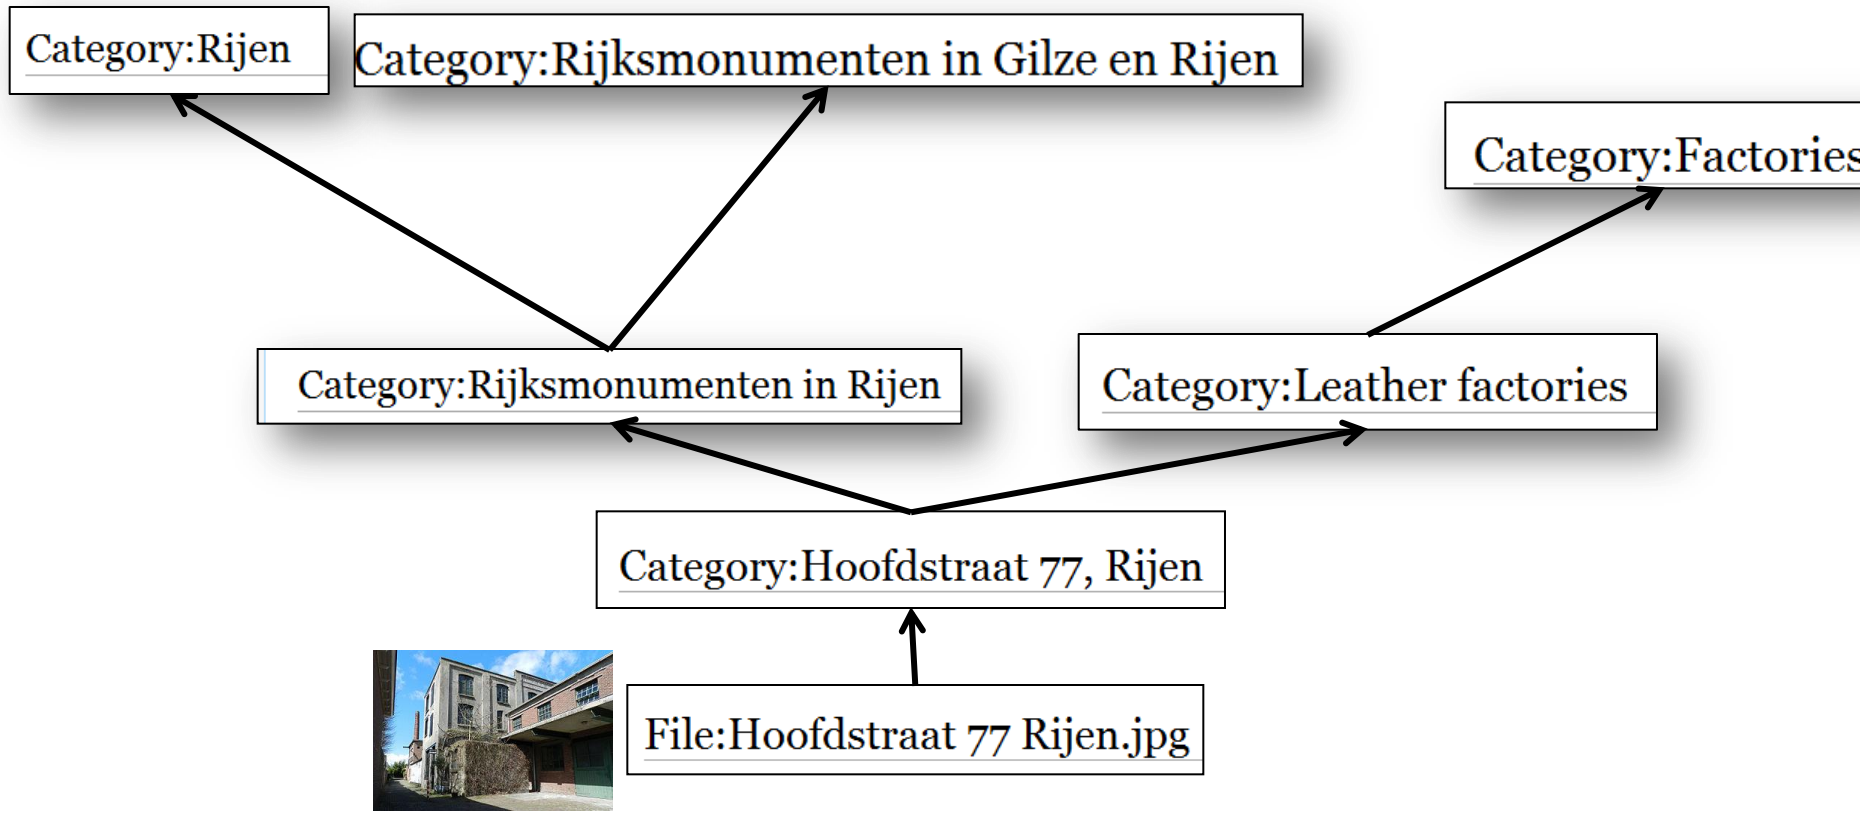 Category:Rijen
Category:Rijksmonumenten in Gilze en Rijen
Category:Factories
Category:Rijksmonumenten in Rijen
Category:Leather factories
Category:Hoofdstraat 77, Rijen
File:Hoofdstraat 77 Rijen.jpg